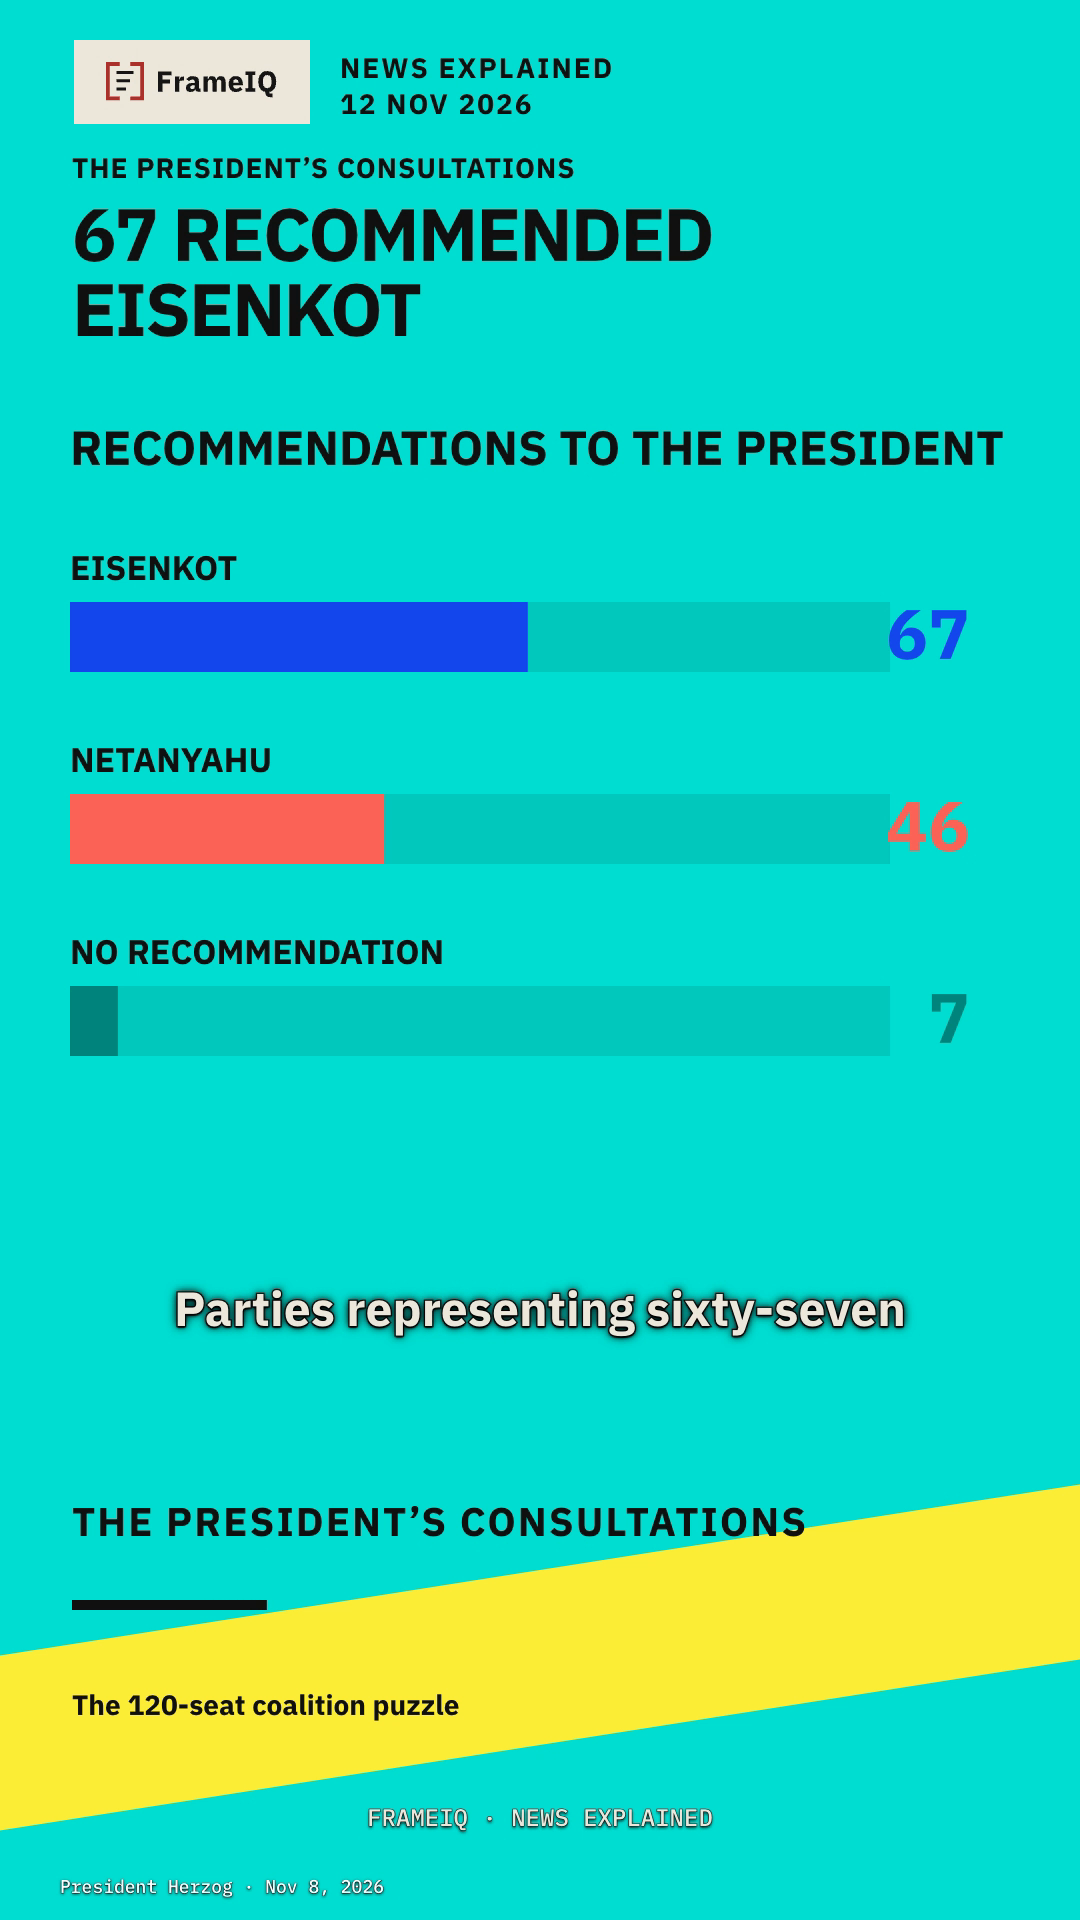 FrameIQ
NEWS EXPLAINED
12 NOV 2026
THE PRESIDENT’S CONSULTATIONS
67 RECOMMENDED
EISENKOT
RECOMMENDATIONS TO THE PRESIDENT
EISENKOT
67
NETANYAHU
46
NO RECOMMENDATION
7
Parties representing sixty-seven
THE PRESIDENT’S CONSULTATIONS
The 120-seat coalition puzzle
FRAMEIQ · NEWS EXPLAINED
President Herzog · Nov 8, 2026